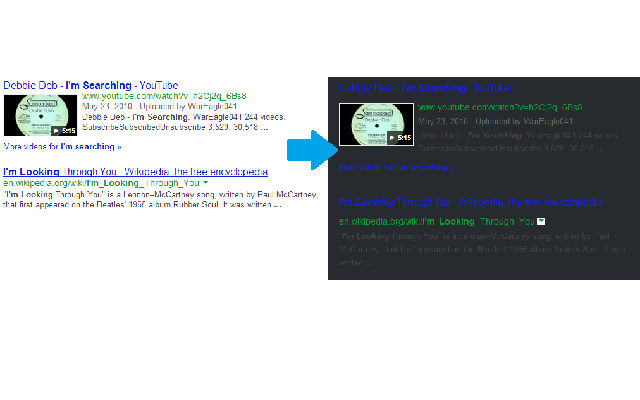 Debbie Deb - I'm Searching - YouTube
www.youtube.com/watch?v=h2Cj2q_6Bs8
May 23, 2010 - Uploaded by WarEagle041
Debbie Deb - I'm Searching. WarEagle041 244 videos.
SubscribeSubscribedUnsubscribe 3,529. 30,518 ...
5:15
More videos for I'm searching »
I'm Looking Through You - Wikipedia, the free encyclopedia
en.wikipedia.org/wiki/I'm_Looking_Through_You
"I'm Looking Through You" is a Lennon–McCartney song, written by Paul McCartney,
that first appeared on the Beatles' 1965 album Rubber Soul. It was written ...
Debbie Deb - I'm Searching - YouTube
www.youtube.com/watch?v=h2Cj2q_6Bs8
May 23, 2010 - Uploaded by WarEagle041
Debbie Deb - I'm Searching. WarEagle041 244 videos.
SubscribeSubscribedUnsubscribe 3,529. 30,518 ...
5:15
More videos for I'm searching »
I'm Looking Through You - Wikipedia, the free encyclopedia
en.wikipedia.org/wiki/I'm_Looking_Through_You
"I'm Looking Through You" is a Lennon–McCartney song, written by Paul
McCartney, that first appeared on the Beatles' 1965 album Rubber Soul. It was
written ...